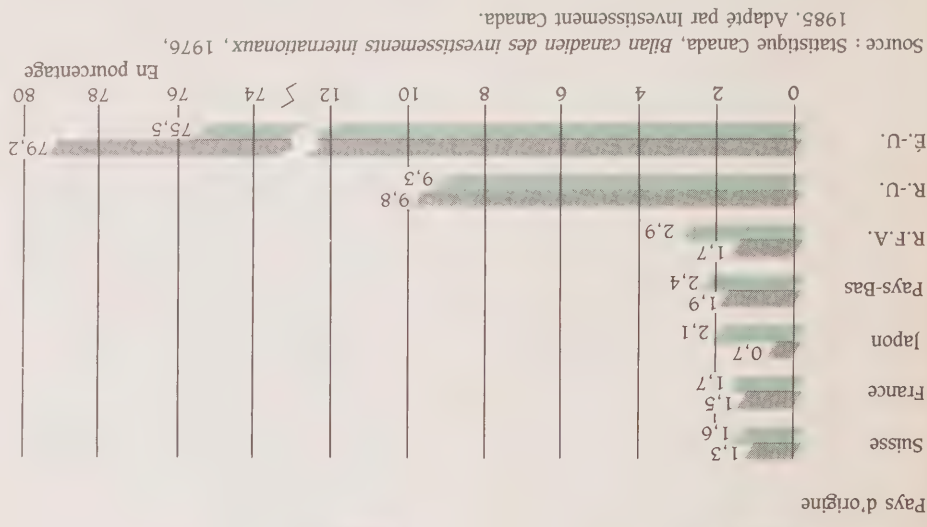 Pays d'origine
Suisse
1,3
1,6
France
1,5
1,7
Japon
0,7
2,1
Pays-Bas
1,9
2,4
R.F.A.
1,7
2,9
R.-U.
9,8
9,3
É.-U.
79,2
75,5
0 2 4 6 8 10 12 74 76 78 80
En pourcentage
Source : Statistique Canada, Bilan canadien des investissements internationaux, 1976,
1985. Adapté par Investissement Canada.